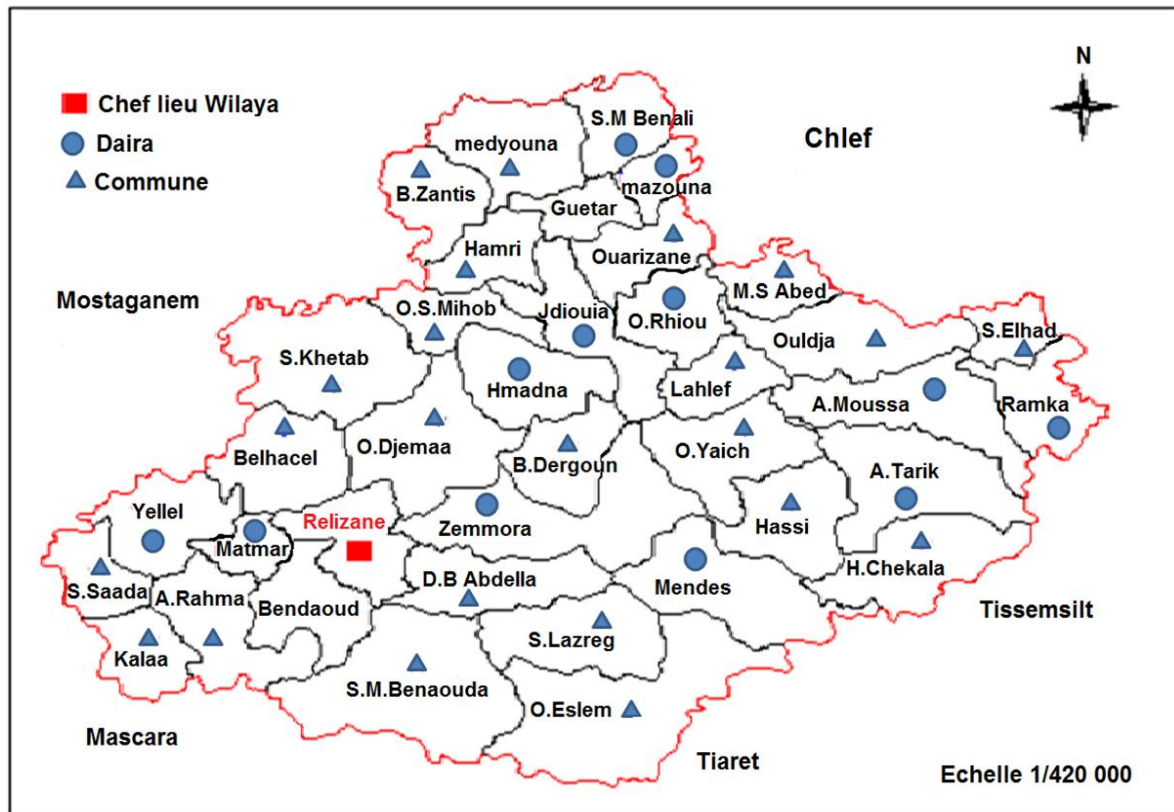 N
Chef lieu Wilaya
Daira
Commune
S.M Benali
Chlef
medyouna
mazouna
B.Zantis
Guetar
Hamri
Ouarizane
Mostaganem
M.S Abed
O.S.Mihob
Jdiouia
O.Rhiou
Ouldja
S.Elhad
S.Khetab
Hmadna
Lahlef
A.Moussa
Ramka
O.Djemaa
Belhacel
B.Dergoun
O.Yaich
A.Tarik
Yellel
Relizane
Zemmora
Hassi
Matmar
H.Chekala
D.B Abdella
Mendes
S.Saada
A.Rahma
Bendaoud
Tissemsilt
S.Lazreg
Kalaa
S.M.Benaouda
O.Eslem
Mascara
Tiaret
Echelle 1/420 000